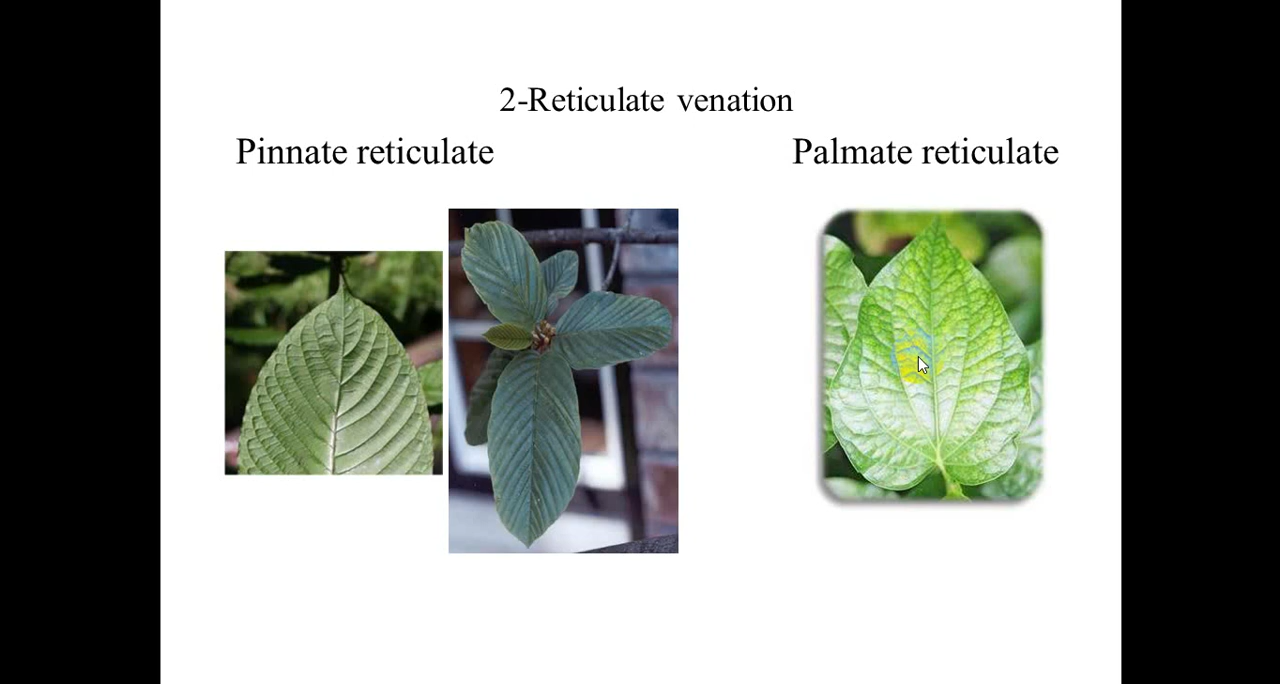 2-Reticulate venation
Pinnate reticulate
Palmate reticulate